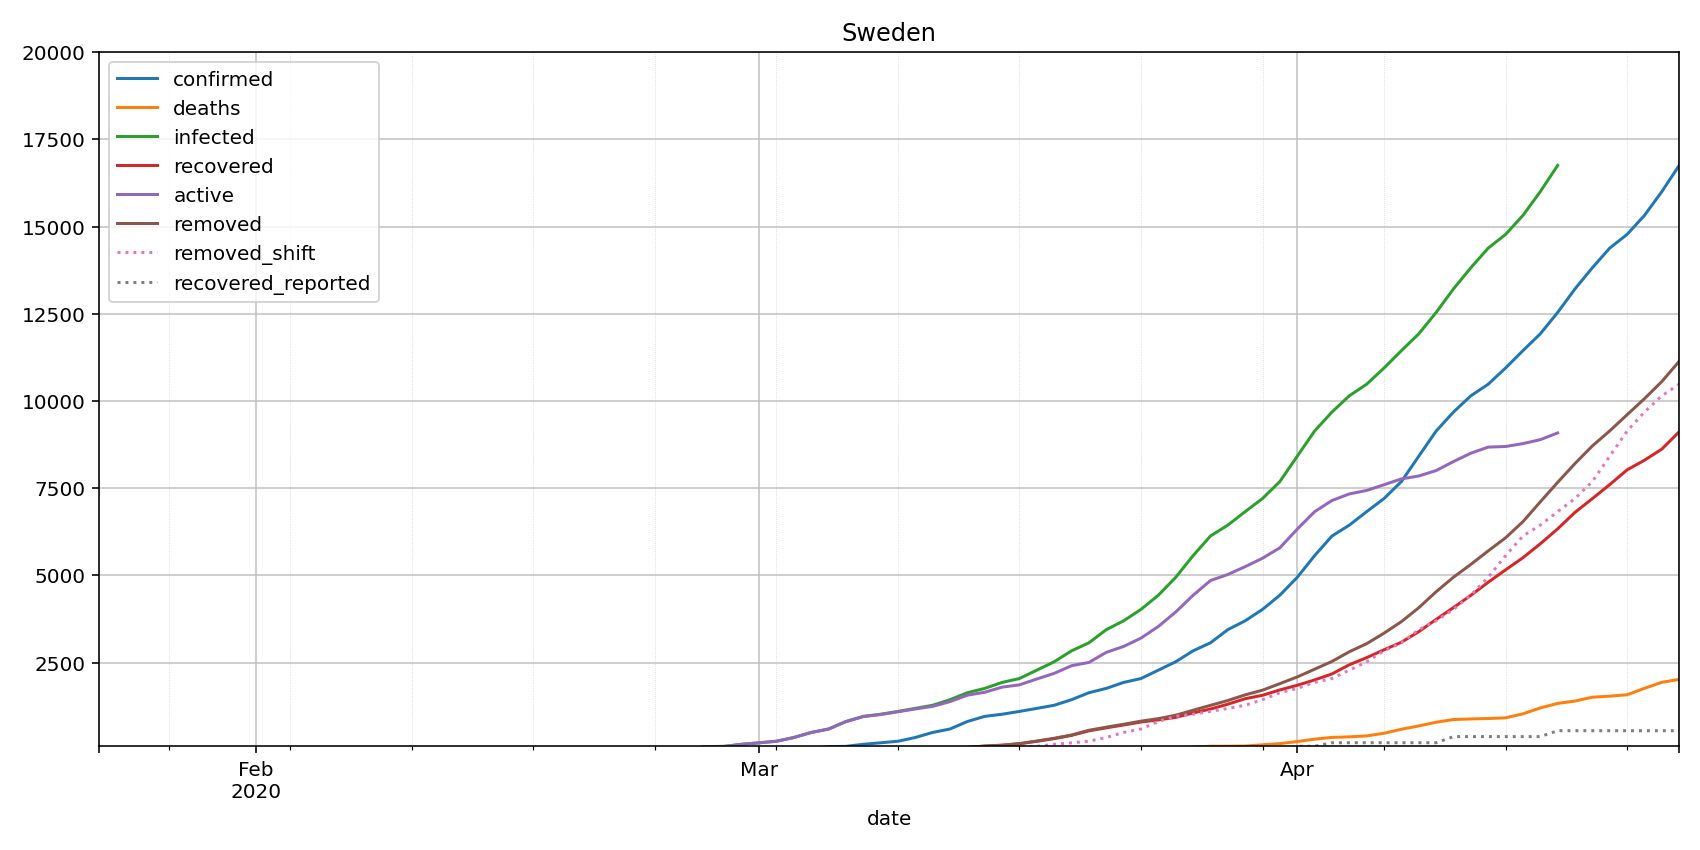 Sweden
20000
17500
15000
12500
10000
7500
5000
2500
confirmed
deaths
infected
recovered
active
removed
removed_shift
recovered_reported
Feb
2020
Mar
Apr
date